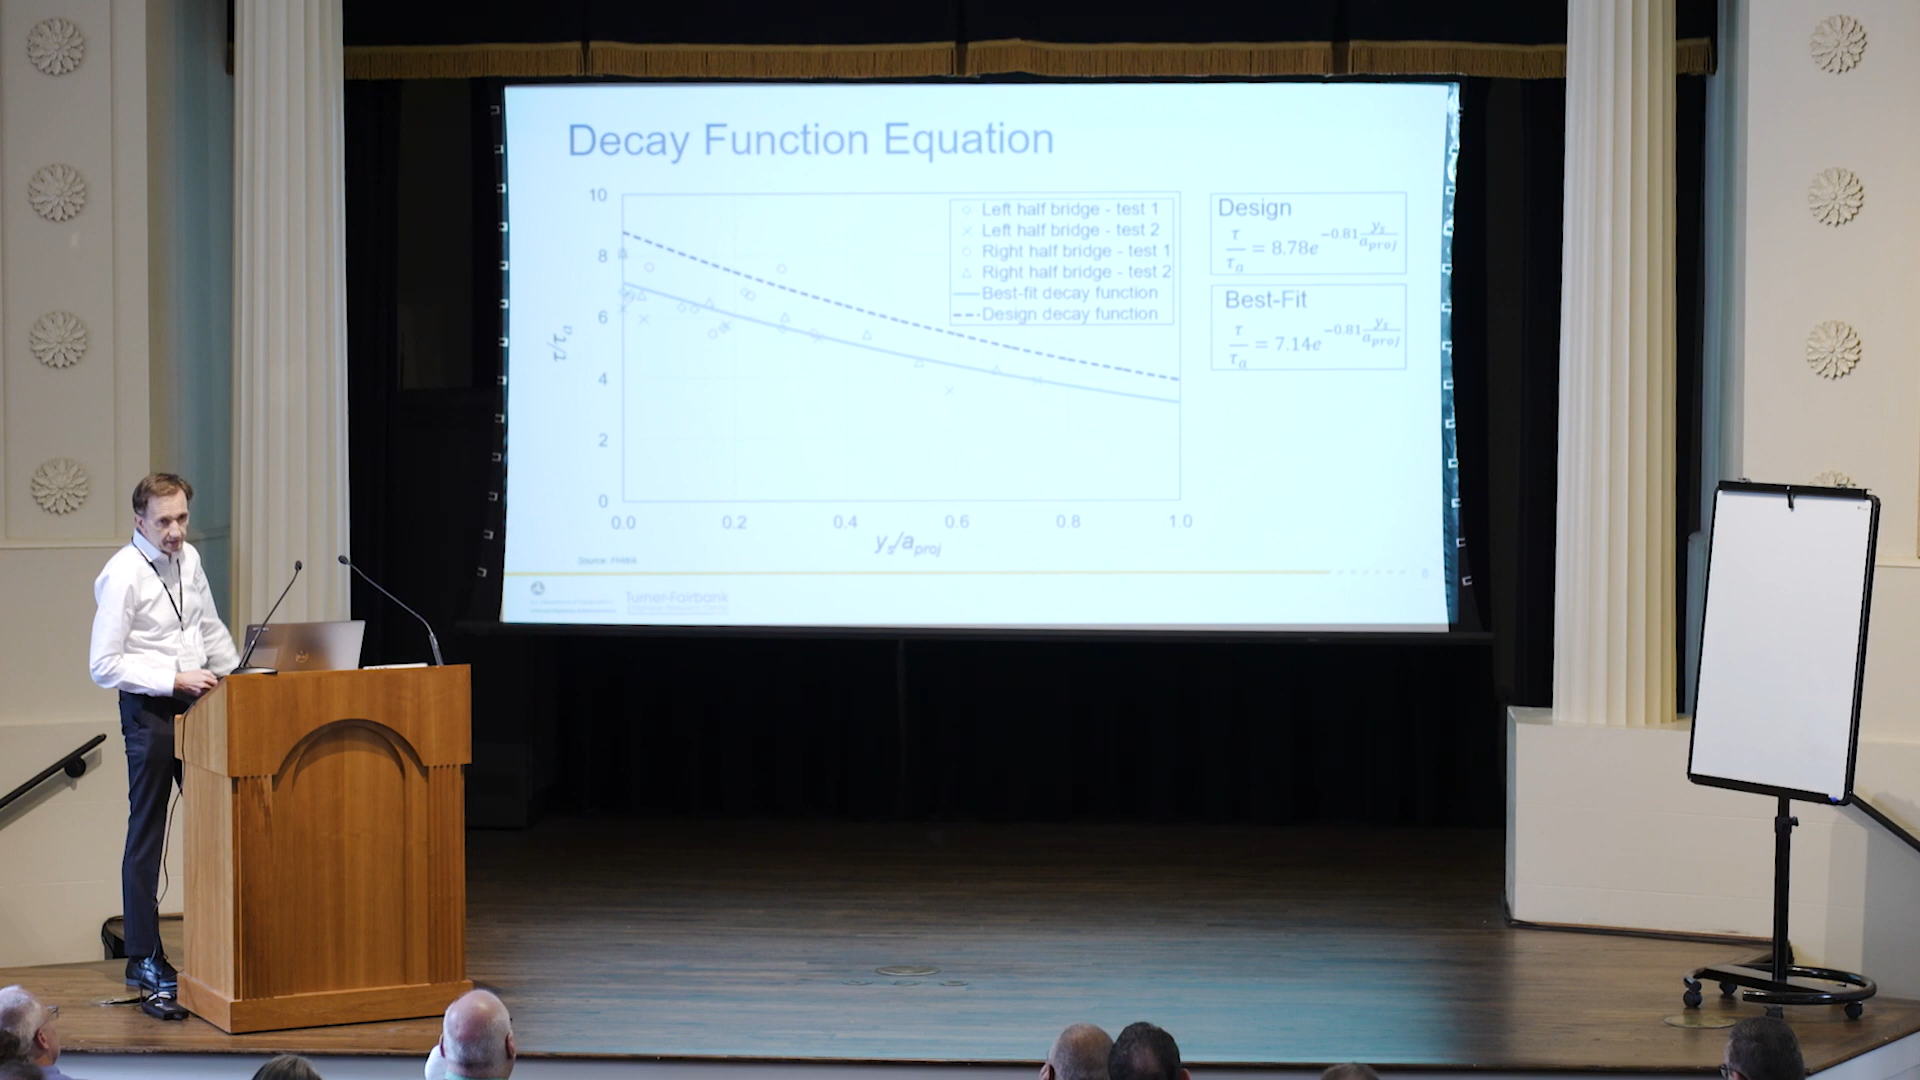 Decay Function Equation
10
8
6
4
2
0
τ/τa
0.0 0.2 0.4 0.6 0.8 1.0
ys/aproj
Left half bridge - test 1
Left half bridge - test 2
Right half bridge - test 1
Right half bridge - test 2
Best-fit decay function
Design decay function
Design
τ/τa = 8.78e^(-0.81 ys/aproj)
Best-Fit
τ/τa = 7.14e^(-0.81 ys/aproj)
Source: FHWA
8
Turner-Fairbank